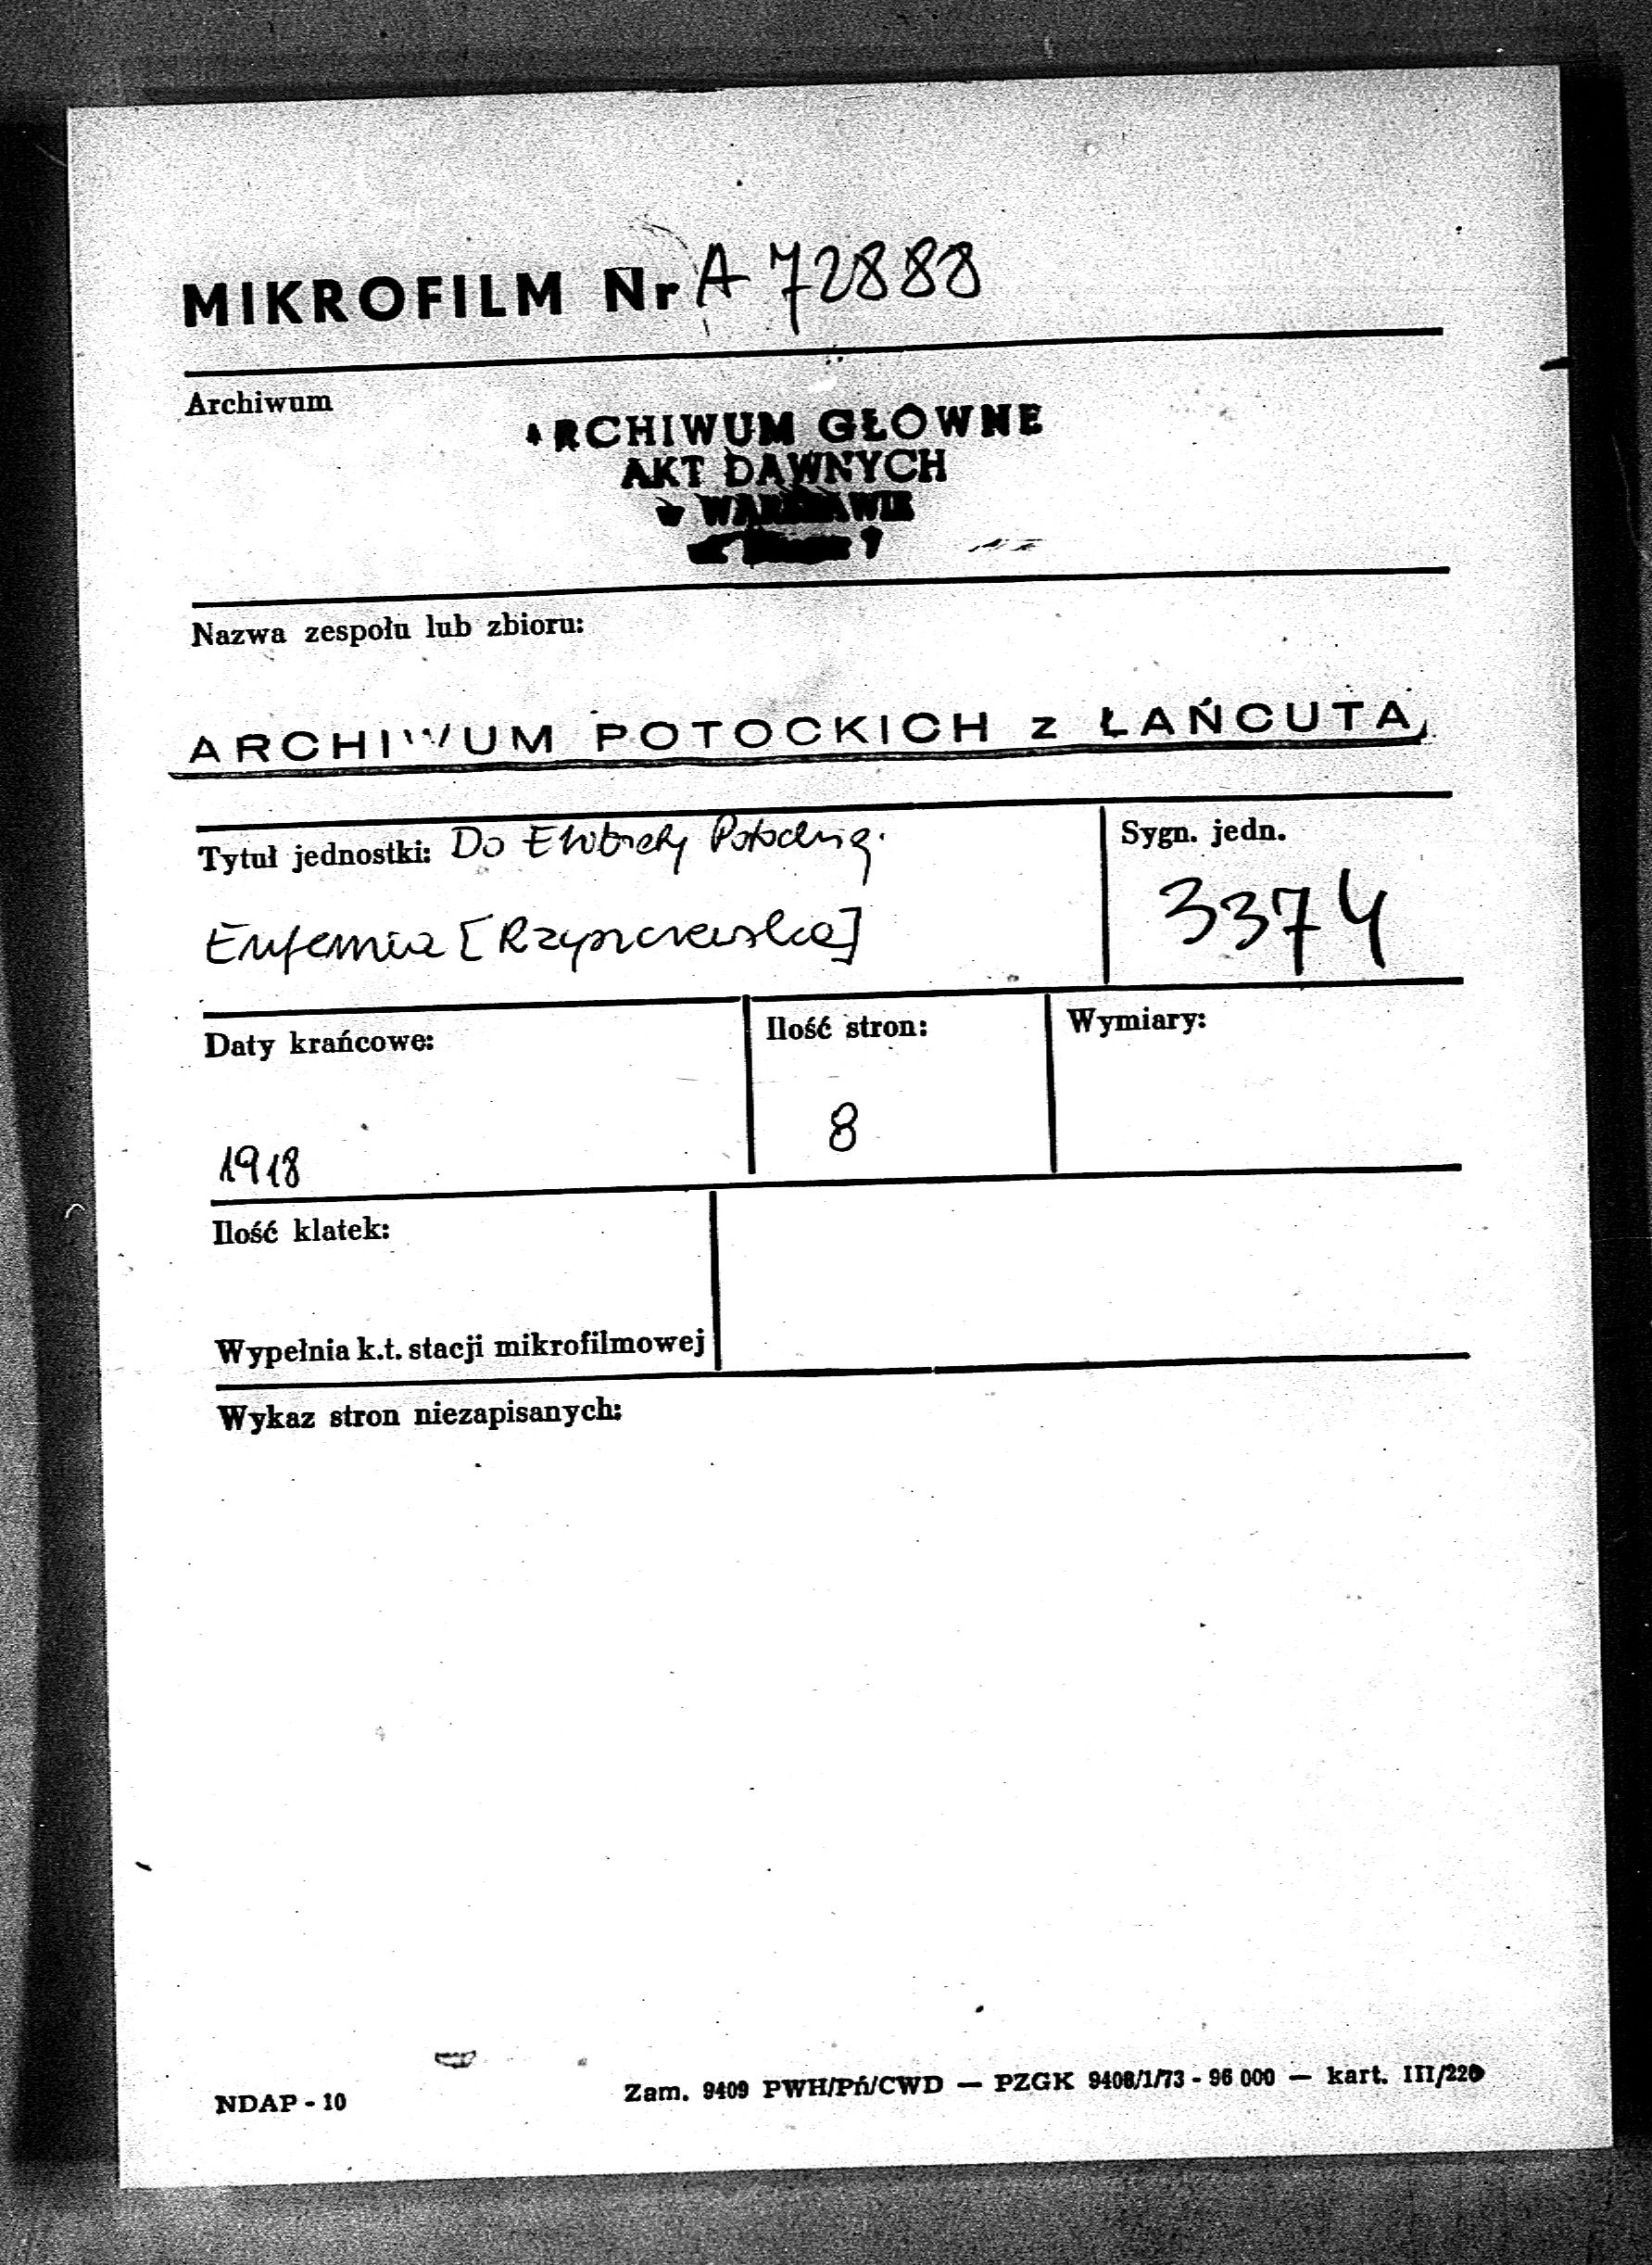 MIKROFILM Nr A 72888
Archiwum
ARCHIWUM GŁÓWNE
AKT DAWNYCH
w WARSZAWIE
Nazwa zespołu lub zbioru:
ARCHIWUM POTOCKICH z ŁAŃCUTA
Tytuł jednostki: Do Elżbiety Potockiej.
Sygn. jedn.
Eufemia [Rzyszczewska]
3374
Daty krańcowe:
Ilość stron:
Wymiary:
1918
8
Ilość klatek:
Wypełnia k.t. stacji mikrofilmowej
Wykaz stron niezapisanych:
NDAP - 10
Zam. 9409 PWH/Pń/CWD — PZGK 9408/1/73 - 96 000 — kart. III/220